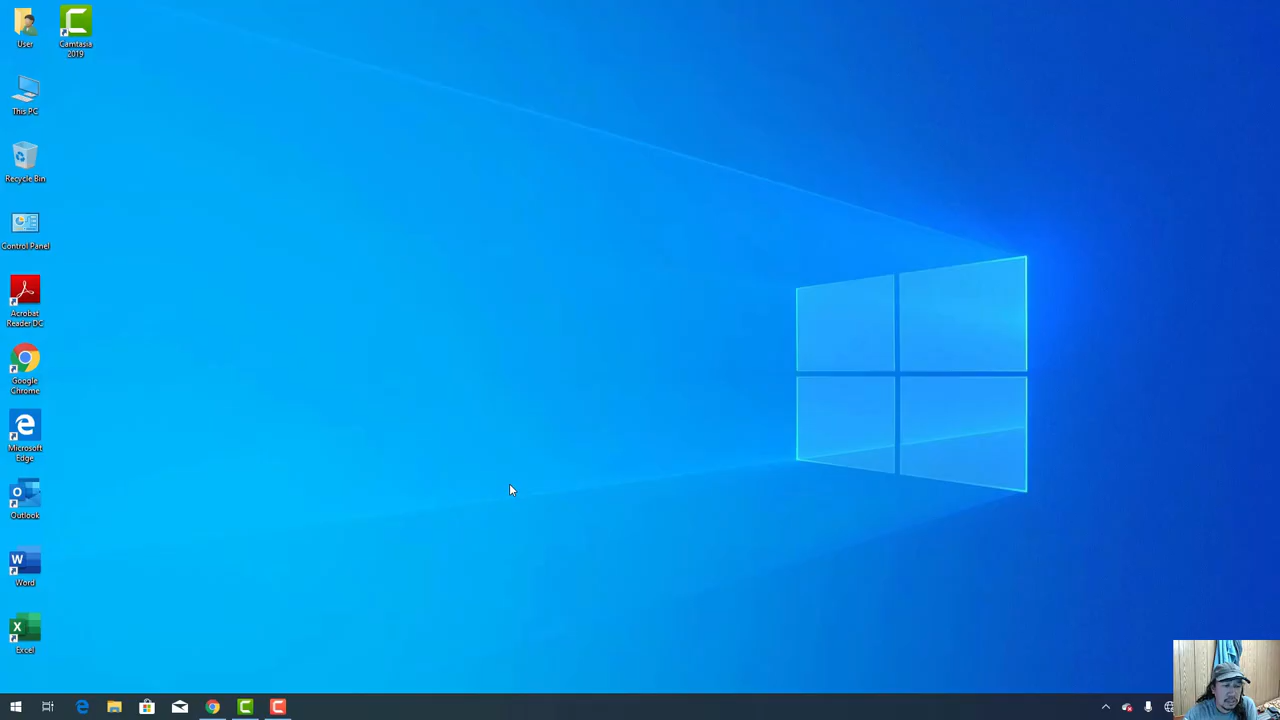 User
Camtasia
2019
This PC
Recycle Bin
Control Panel
Acrobat
Reader DC
Google
Chrome
Microsoft
Edge
Outlook
Word
Excel